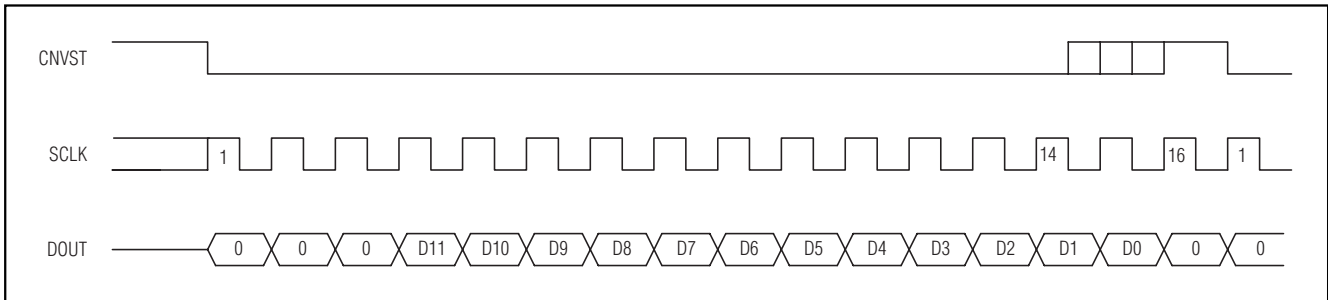 CNVST
SCLK 1 14 16 1
DOUT 0 0 0 D11 D10 D9 D8 D7 D6 D5 D4 D3 D2 D1 D0 0 0